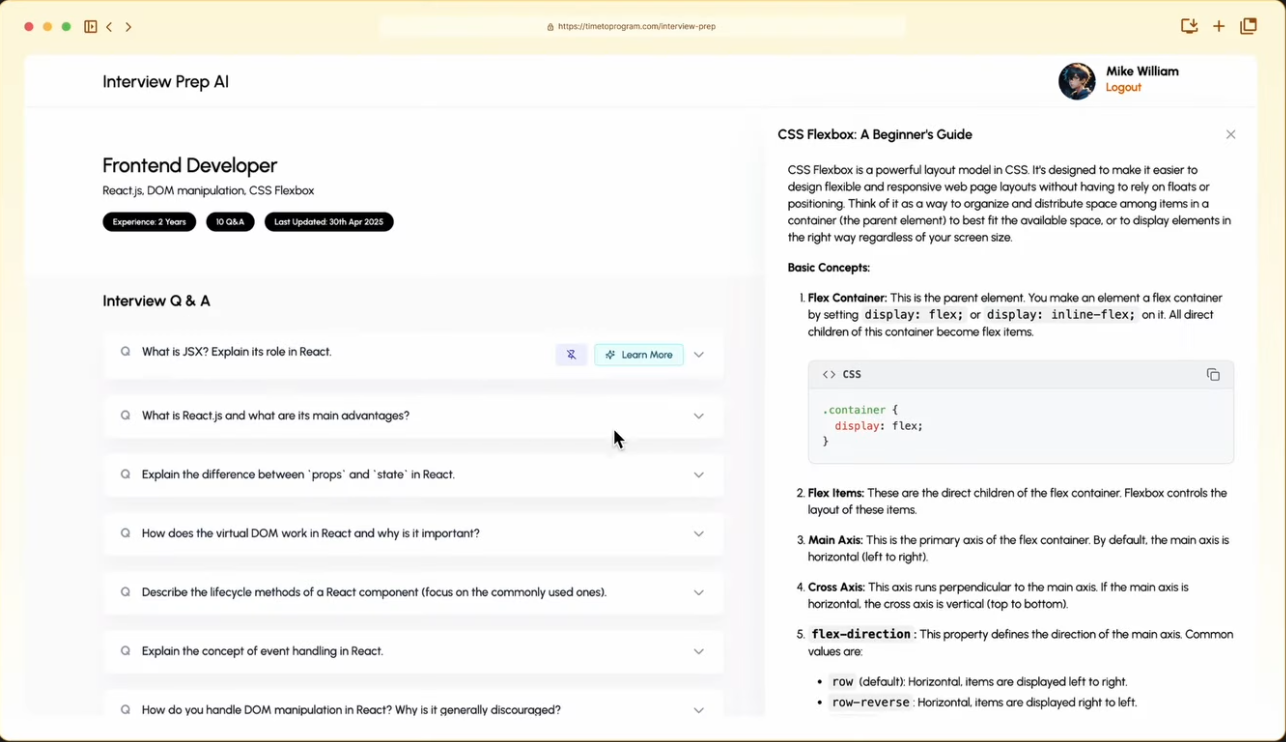 https://timetoprogram.com/interview-prep
Interview Prep AI
Mike William
Logout
Frontend Developer
React.js, DOM manipulation, CSS Flexbox
Experience: 2 Years
10 Q&A
Last Updated: 30th Apr 2025
Interview Q & A
Q What is JSX? Explain its role in React.
Learn More
Q What is React.js and what are its main advantages?
Q Explain the difference between `props` and `state` in React.
Q How does the virtual DOM work in React and why is it important?
Q Describe the lifecycle methods of a React component (focus on the commonly used ones).
Q Explain the concept of event handling in React.
Q How do you handle DOM manipulation in React? Why is it generally discouraged?
CSS Flexbox: A Beginner's Guide
CSS Flexbox is a powerful layout model in CSS. It's designed to make it easier to
design flexible and responsive web page layouts without having to rely on floats or
positioning. Think of it as a way to organize and distribute space among items in a
container (the parent element) to best fit the available space, or to display elements in
the right way regardless of your screen size.
Basic Concepts:
1. Flex Container: This is the parent element. You make an element a flex container
by setting display: flex; or display: inline-flex; on it. All direct
children of this container become flex items.
<> CSS
.container {
  display: flex;
}
2. Flex Items: These are the direct children of the flex container. Flexbox controls the
layout of these items.
3. Main Axis: This is the primary axis of the flex container. By default, the main axis is
horizontal (left to right).
4. Cross Axis: This axis runs perpendicular to the main axis. If the main axis is
horizontal, the cross axis is vertical (top to bottom).
5. flex-direction: This property defines the direction of the main axis. Common
values are:
• row (default): Horizontal, items are displayed left to right.
• row-reverse: Horizontal, items are displayed right to left.